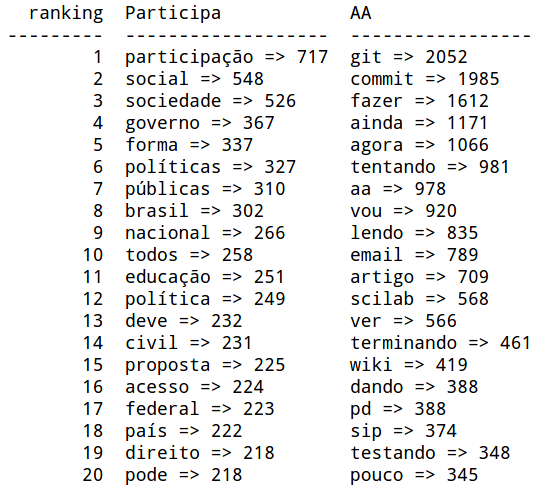 ranking Participa AA
--------- ------------------- -----------------
1 participação => 717 git => 2052
2 social => 548 commit => 1985
3 sociedade => 526 fazer => 1612
4 governo => 367 ainda => 1171
5 forma => 337 agora => 1066
6 políticas => 327 tentando => 981
7 públicas => 310 aa => 978
8 brasil => 302 vou => 920
9 nacional => 266 lendo => 835
10 todos => 258 email => 789
11 educação => 251 artigo => 709
12 política => 249 scilab => 568
13 deve => 232 ver => 566
14 civil => 231 terminando => 461
15 proposta => 225 wiki => 419
16 acesso => 224 dando => 388
17 federal => 223 pd => 388
18 país => 222 sip => 374
19 direito => 218 testando => 348
20 pode => 218 pouco => 345